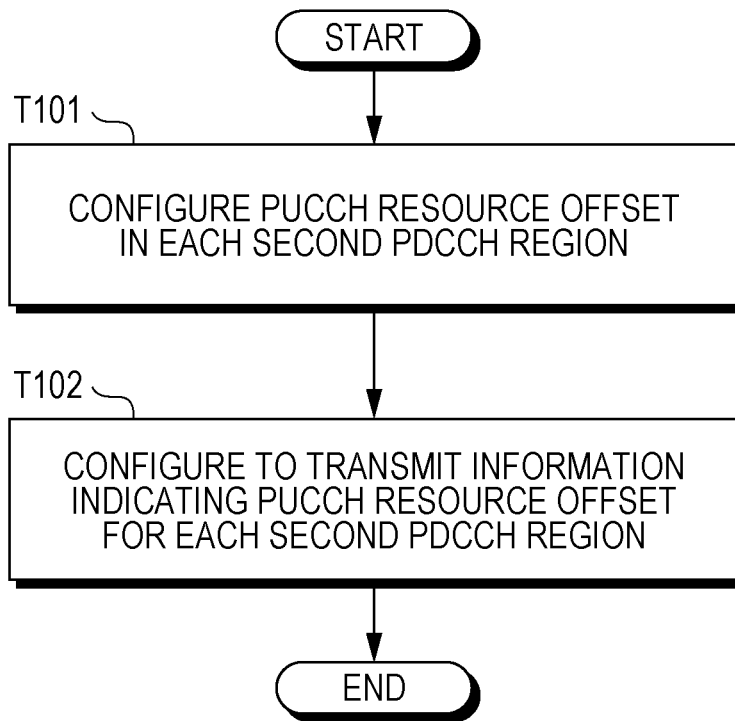 START
T101
CONFIGURE PUCCH RESOURCE OFFSET
IN EACH SECOND PDCCH REGION
T102
CONFIGURE TO TRANSMIT INFORMATION
INDICATING PUCCH RESOURCE OFFSET
FOR EACH SECOND PDCCH REGION
END